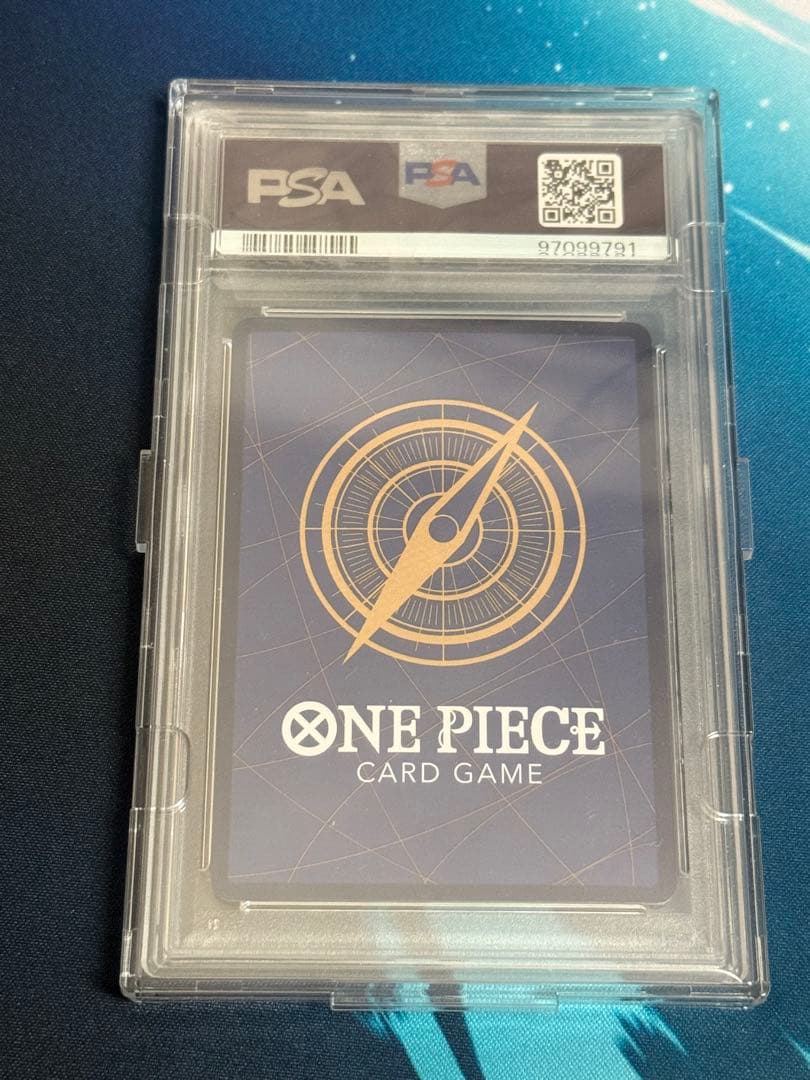 PSA
PSA
97099791
ONE PIECE
CARD GAME